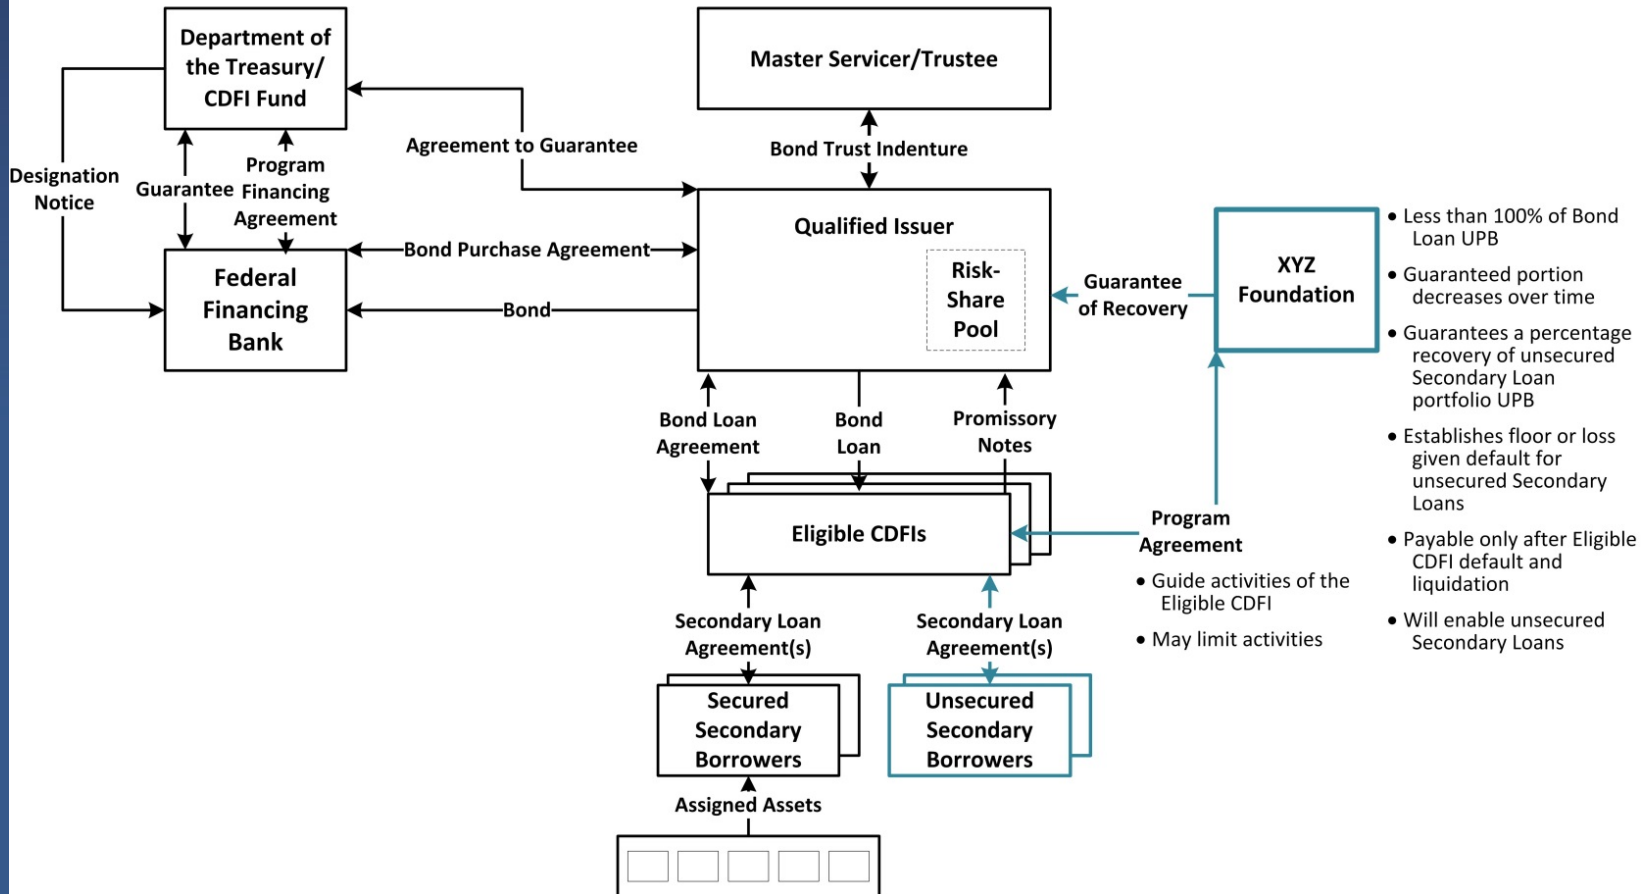 Department of
the Treasury/
CDFI Fund
Master Servicer/Trustee
Agreement to Guarantee
Bond Trust Indenture
Designation
Notice
Guarantee
Program
Financing
Agreement
Qualified Issuer
Risk-
Share
Pool
Bond Purchase Agreement
Federal
Financing
Bank
Bond
Guarantee
of Recovery
XYZ
Foundation
• Less than 100% of Bond
Loan UPB
• Guaranteed portion
decreases over time
• Guarantees a percentage
recovery of unsecured
Secondary Loan
portfolio UPB
• Establishes floor or loss
given default for
unsecured Secondary
Loans
• Payable only after Eligible
CDFI default and
liquidation
• Will enable unsecured
Secondary Loans
Bond Loan
Agreement
Bond
Loan
Promissory
Notes
Eligible CDFIs
Program
Agreement
• Guide activities of the
Eligible CDFI
• May limit activities
Secondary Loan
Agreement(s)
Secondary Loan
Agreement(s)
Secured
Secondary
Borrowers
Unsecured
Secondary
Borrowers
Assigned Assets